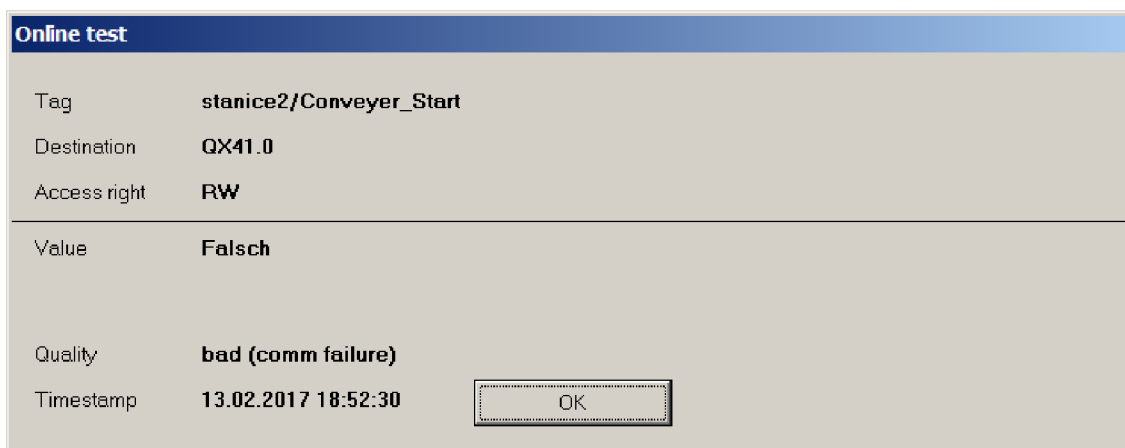 Online test
Tag stanice2/Conveyer_Start
Destination QX41.0
Access right RW
Value Falsch
Quality bad (comm failure)
Timestamp 13.02.2017 18:52:30 OK